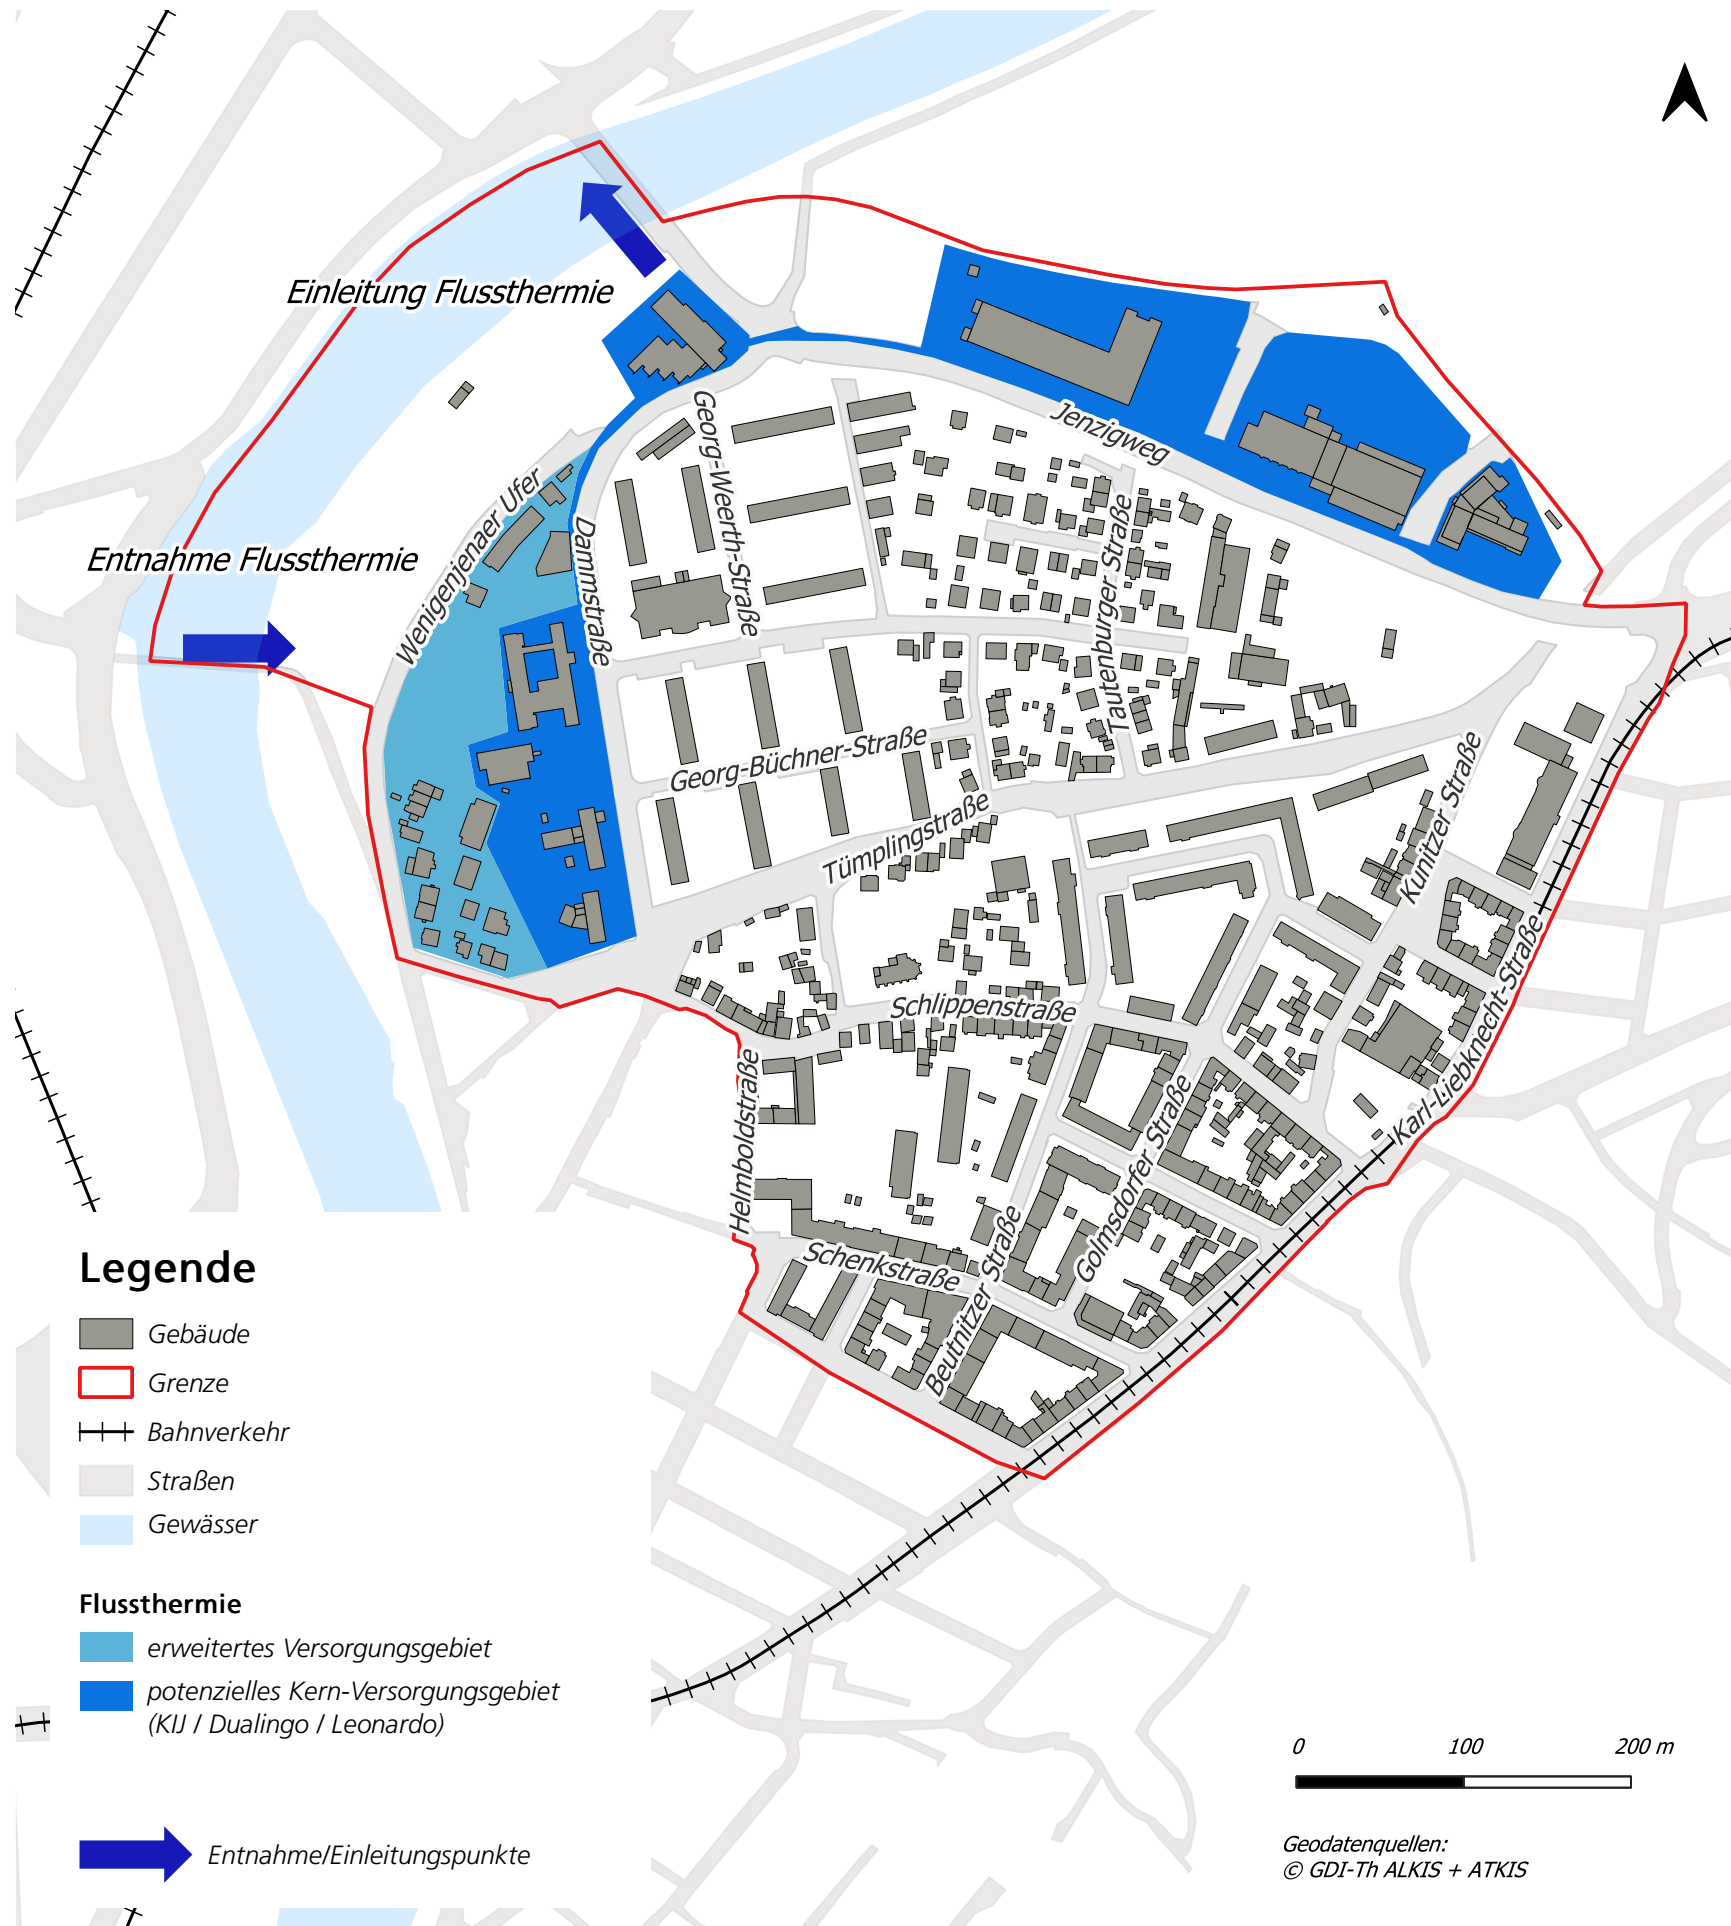 Einleitung Flussthermie
Entnahme Flussthermie
Wenigenjenaer Ufer
Dammstraße
Georg-Weerth-Straße
Jenzigweg
Tautenburger Straße
Georg-Büchner-Straße
Tümplingstraße
Kunitzer Straße
Schlippenstraße
Karl-Liebknecht-Straße
Helmboldstraße
Golmsdorfer Straße
Schenkstraße
Beutnitzer Straße
Legende
Gebäude
Grenze
Bahnverkehr
Straßen
Gewässer
Flussthermie
erweitertes Versorgungsgebiet
potenzielles Kern-Versorgungsgebiet
(KIJ / Dualingo / Leonardo)
Entnahme/Einleitungspunkte
0 100 200 m
Geodatenquellen:
© GDI-Th ALKIS + ATKIS